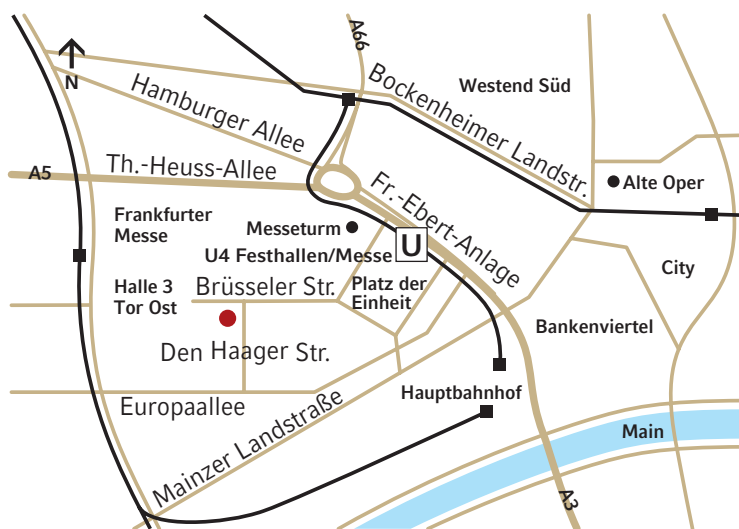 A66
N
Hamburger Allee
Bockenheimer Landstr.
Westend Süd
A5
Th.-Heuss-Allee
Fr.-Ebert-Anlage
Alte Oper
Frankfurter
Messe
Messeturm
U
U4 Festhallen/Messe
City
Halle 3
Tor Ost
Brüsseler Str.
Platz der
Einheit
Bankenviertel
Den Haager Str.
Europaallee
Hauptbahnhof
Mainzer Landstraße
Main
A3